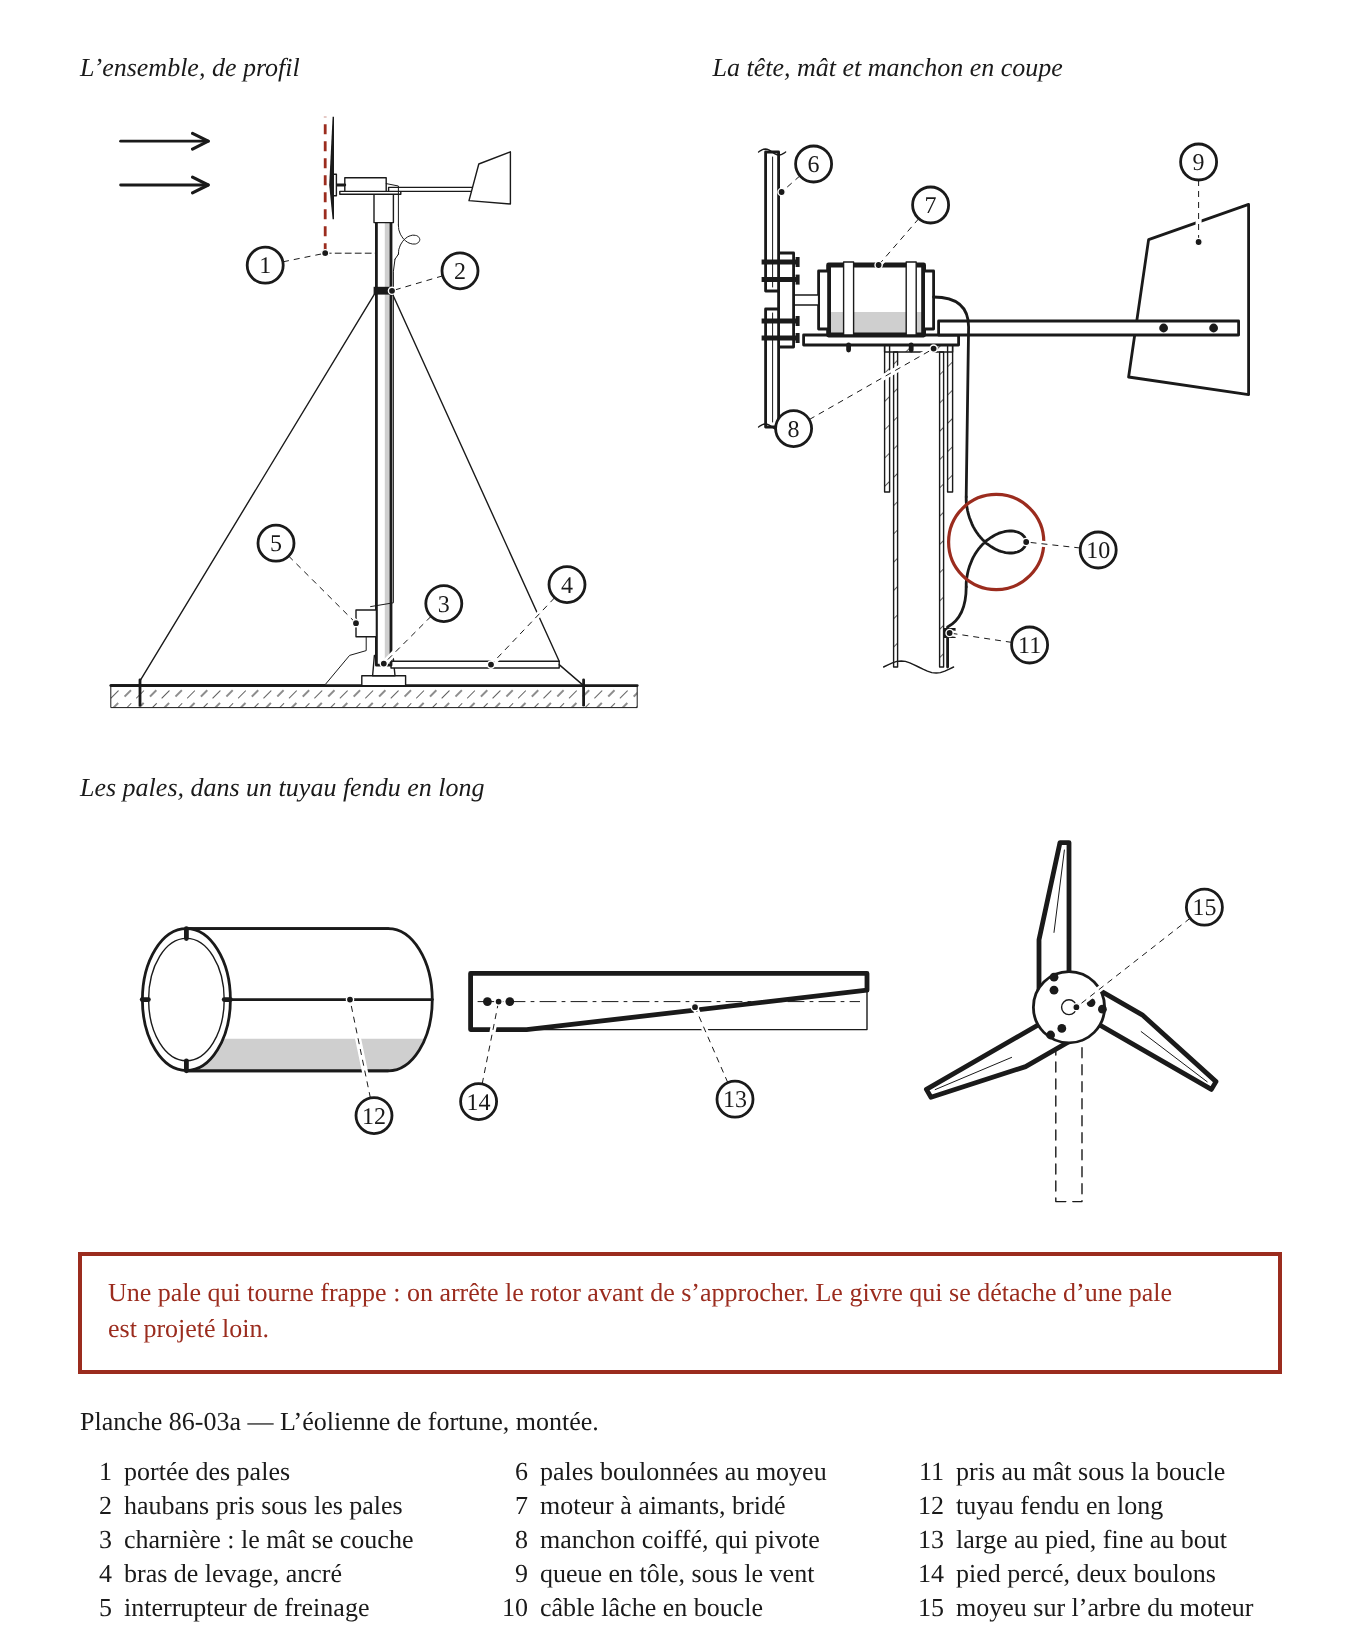 L’ensemble, de profil
La tête, mât et manchon en coupe
1
2
3
4
5
6
7
8
9
10
11
Les pales, dans un tuyau fendu en long
12
13
14
15
Une pale qui tourne frappe : on arrête le rotor avant de s’approcher. Le givre qui se détache d’une pale
est projeté loin.
Planche 86-03a — L’éolienne de fortune, montée.
1 portée des pales
2 haubans pris sous les pales
3 charnière : le mât se couche
4 bras de levage, ancré
5 interrupteur de freinage
6 pales boulonnées au moyeu
7 moteur à aimants, bridé
8 manchon coiffé, qui pivote
9 queue en tôle, sous le vent
10 câble lâche en boucle
11 pris au mât sous la boucle
12 tuyau fendu en long
13 large au pied, fine au bout
14 pied percé, deux boulons
15 moyeu sur l’arbre du moteur